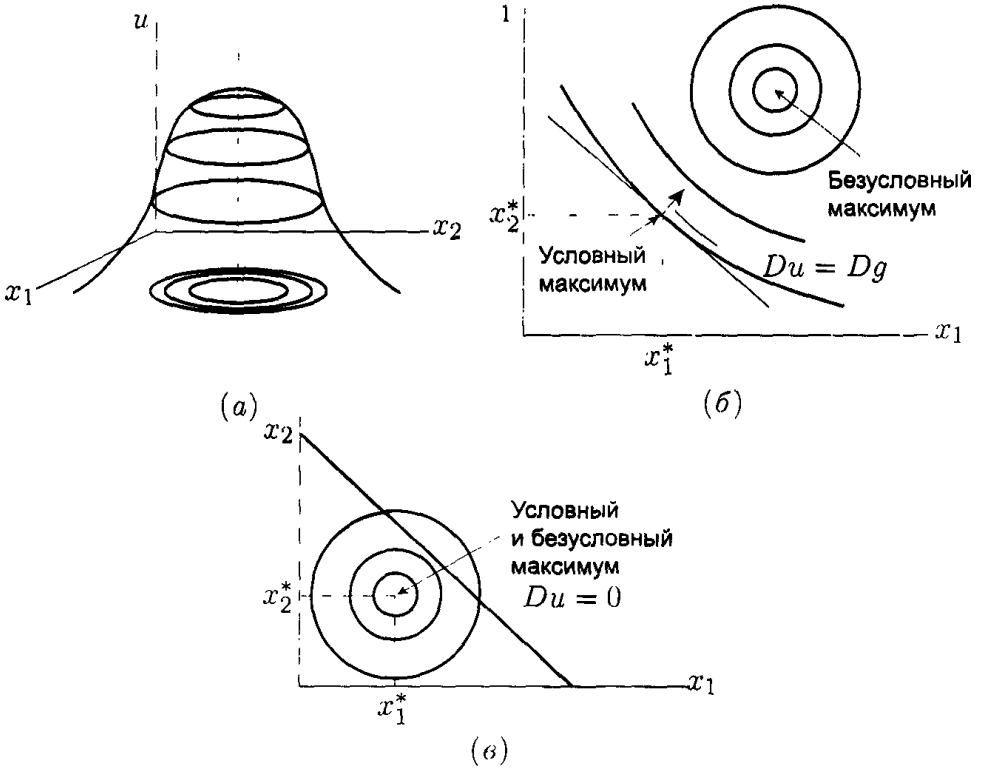 u
x₂
x₁
(а)
1
Безусловный
максимум
x₂*
Условный
максимум
Du = Dg
x₁
x₁*
(б)
x₂
Условный
и безусловный
максимум
Du = 0
x₂*
x₁
x₁*
(в)